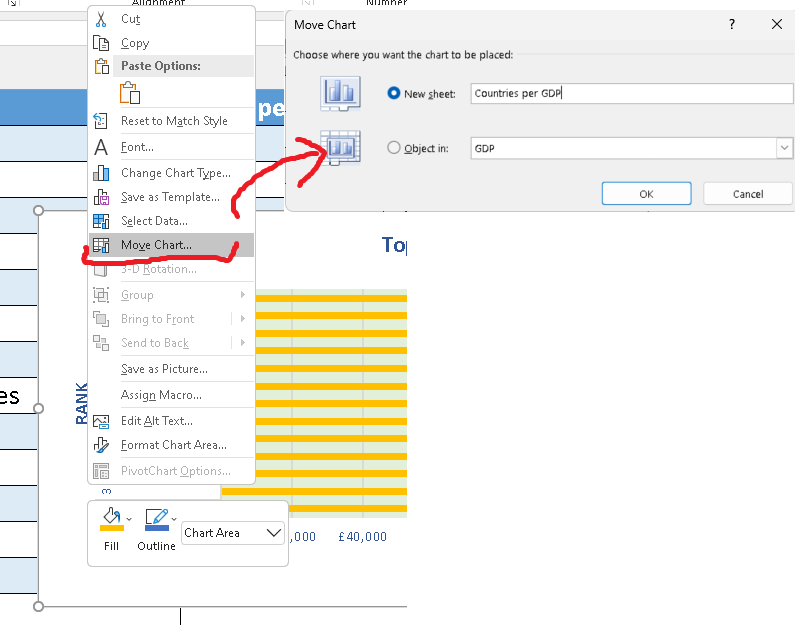 Alignment
Number
Cut
Copy
Paste Options:
Reset to Match Style
Font...
Change Chart Type...
Save as Template...
Select Data...
Move Chart...
3-D Rotation...
Group
Bring to Front
Send to Back
Save as Picture...
Assign Macro...
Edit Alt Text...
Format Chart Area...
PivotChart Options...
Fill
Outline
Chart Area
Move Chart
?
Choose where you want the chart to be placed:
New sheet:
Countries per GDP
Object in:
GDP
OK
Cancel
pe
es
To
RANK
3
,000
£40,000